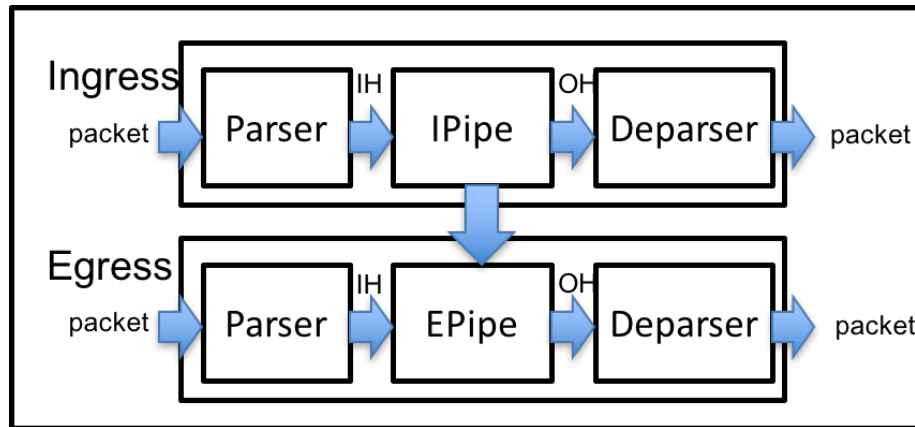 Ingress
packet
Parser
IH
IPipe
OH
Deparser
packet
Egress
packet
Parser
IH
EPipe
OH
Deparser
packet